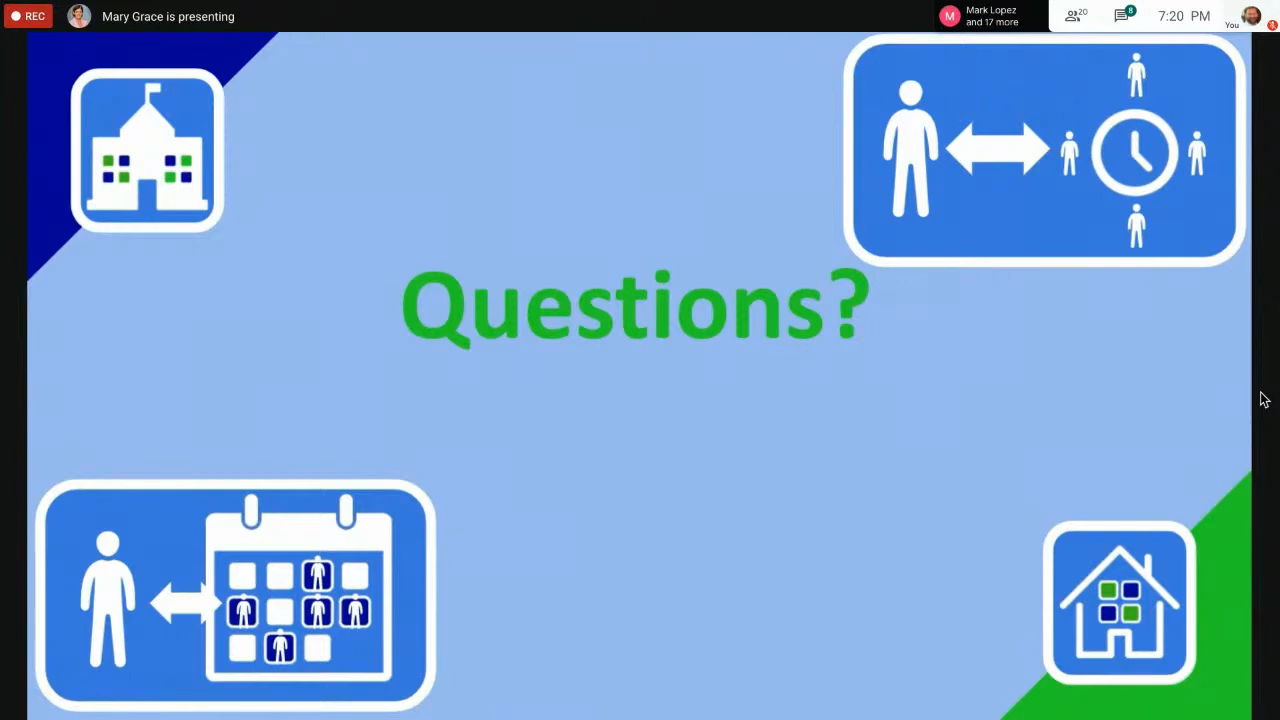 REC
Mary Grace is presenting
M
Mark Lopez
and 17 more
20
8
7:20 PM
You
Questions?